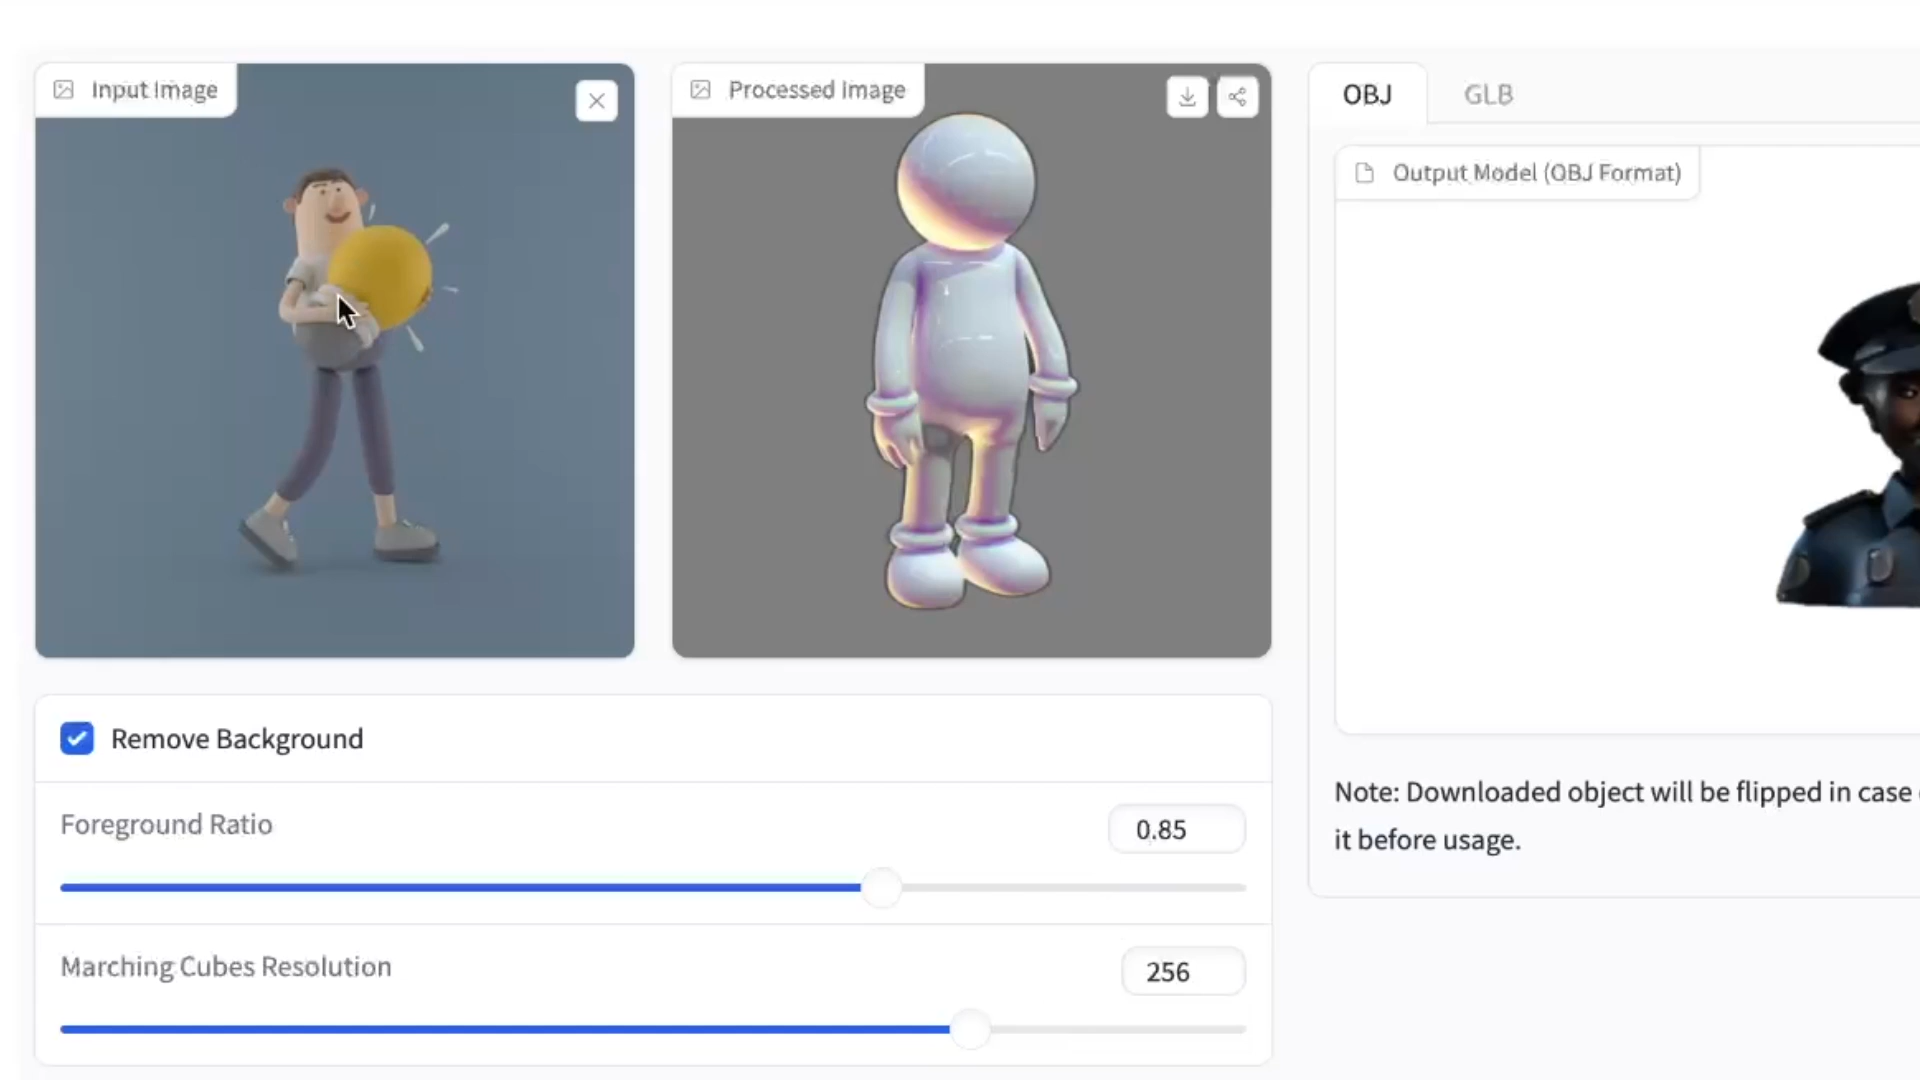 Input Image
Processed Image
OBJ
GLB
Output Model (OBJ Format)
Remove Background
Foreground Ratio
0.85
Note: Downloaded object will be flipped in case
it before usage.
Marching Cubes Resolution
256